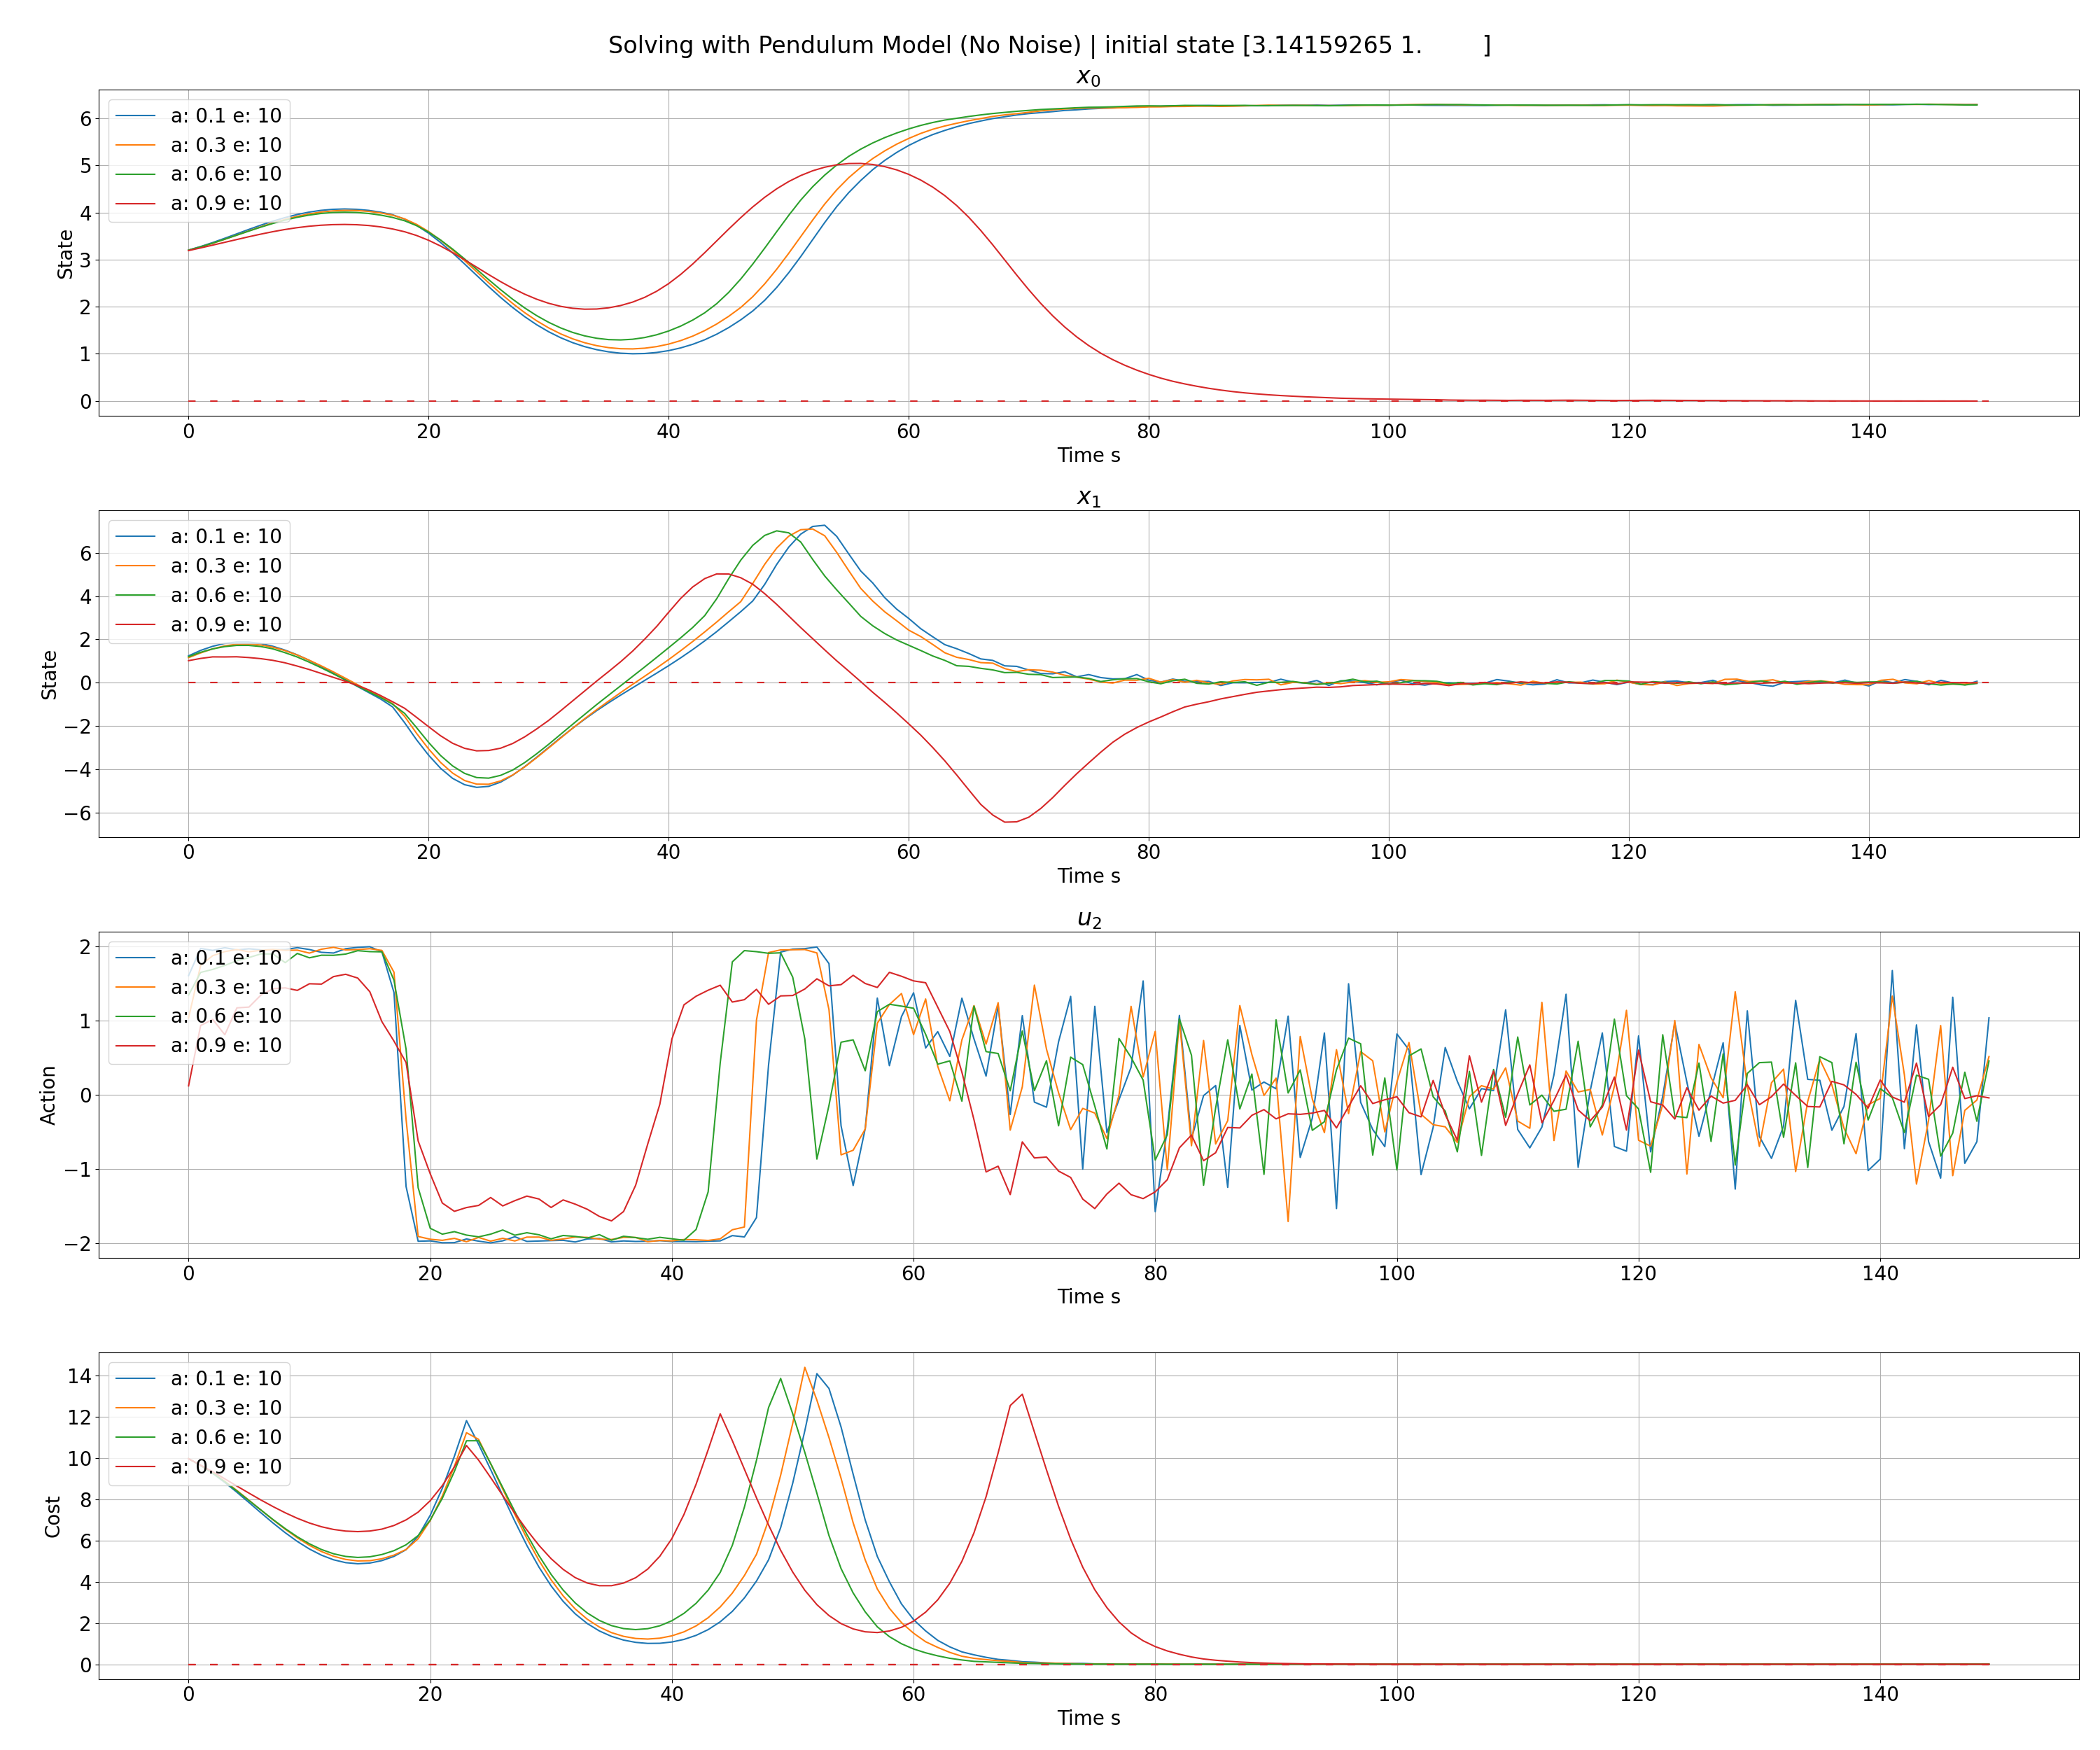 Solving with Pendulum Model (No Noise) | initial state [3.14159265 1. ]
x0
6
5
4
3
2
1
0
State
a: 0.1 e: 10
a: 0.3 e: 10
a: 0.6 e: 10
a: 0.9 e: 10
0 20 40 60 80 100 120 140
Time s
x1
6
4
2
0
−2
−4
−6
State
a: 0.1 e: 10
a: 0.3 e: 10
a: 0.6 e: 10
a: 0.9 e: 10
0 20 40 60 80 100 120 140
Time s
u2
2
1
0
−1
−2
Action
a: 0.1 e: 10
a: 0.3 e: 10
a: 0.6 e: 10
a: 0.9 e: 10
0 20 40 60 80 100 120 140
Time s
14
12
10
8
6
4
2
0
Cost
a: 0.1 e: 10
a: 0.3 e: 10
a: 0.6 e: 10
a: 0.9 e: 10
0 20 40 60 80 100 120 140
Time s